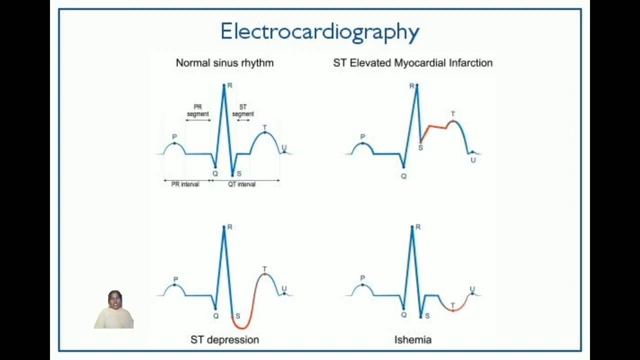 Electrocardiography
Normal sinus rhythm
ST Elevated Myocardial Infarction
R
PR
segment
ST
segment
P
T
U
Q
S
PR Interval
QT interval
R
P
S
T
Q
U
R
P
T
U
Q
S
ST depression
R
P
U
Q
S
T
Ishemia